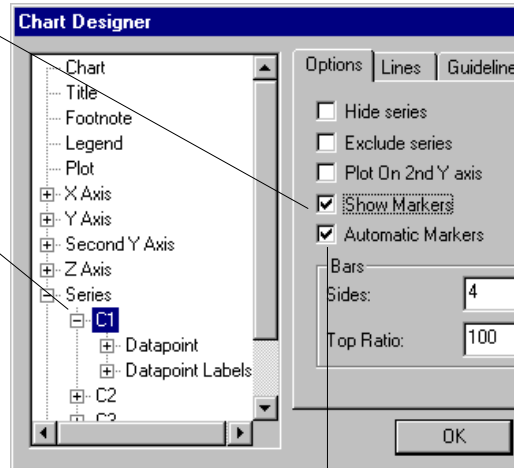 Chart Designer
Chart
Title
Footnote
Legend
Plot
X Axis
Y Axis
Second Y Axis
Z Axis
Series
C1
Datapoint
Datapoint Labels
C2
Options
Lines
Guideline
Hide series
Exclude series
Plot On 2nd Y axis
Show Markers
Automatic Markers
Bars
Sides: 4
Top Ratio: 100
OK